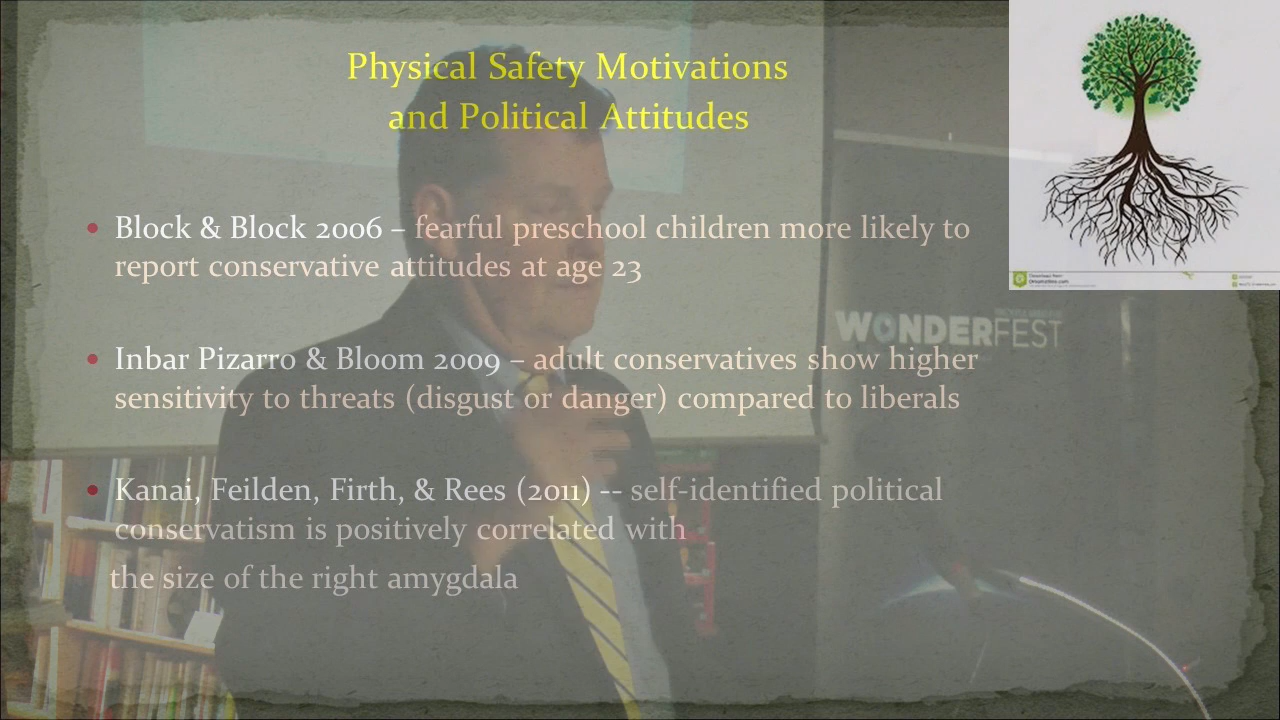 Physical Safety Motivations
and Political Attitudes
• Block & Block 2006 – fearful preschool children more likely to
report conservative attitudes at age 23
• Inbar Pizarro & Bloom 2009 – adult conservatives show higher
sensitivity to threats (disgust or danger) compared to liberals
WONDERFEST
• Kanai, Feilden, Firth, & Rees (2011) -- self-identified political
conservatism is positively correlated with
the size of the right amygdala